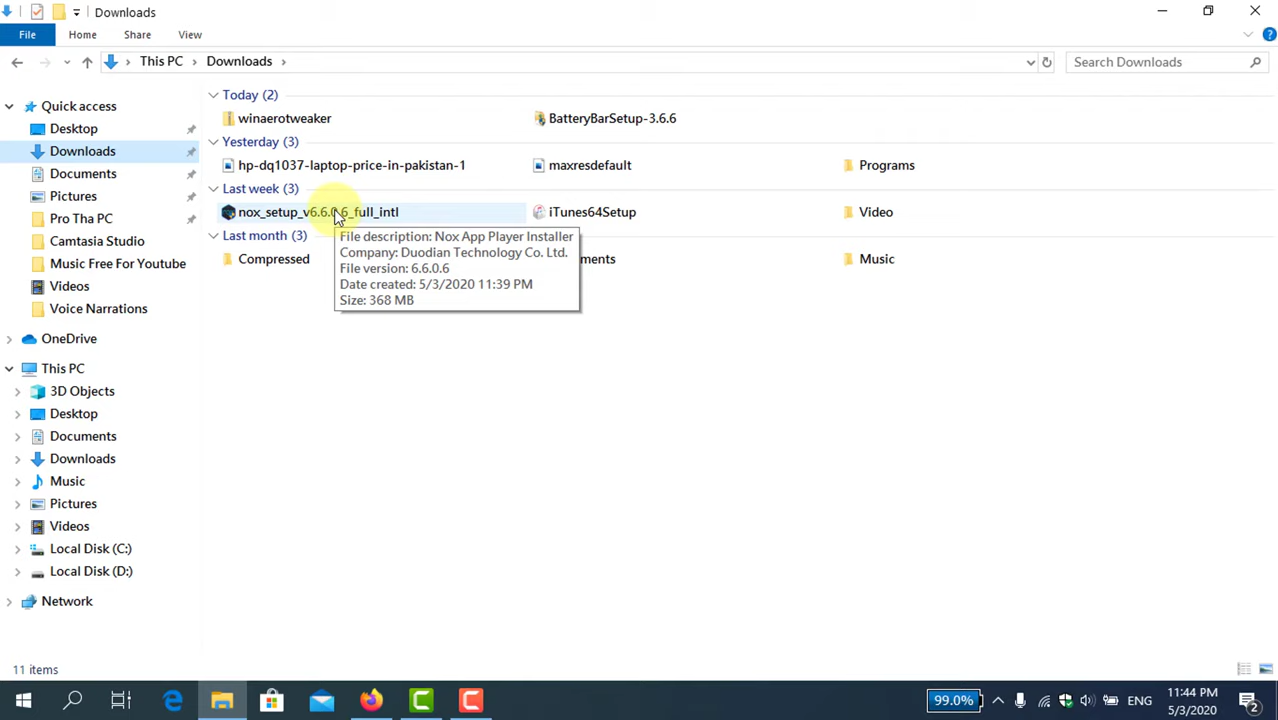 Downloads
File Home Share View
This PC Downloads Search Downloads
Quick access
Desktop
Downloads
Documents
Pictures
Pro Tha PC
Camtasia Studio
Music Free For Youtube
Videos
Voice Narrations
OneDrive
This PC
3D Objects
Desktop
Documents
Downloads
Music
Pictures
Videos
Local Disk (C:)
Local Disk (D:)
Network
Today (2)
winaerotweaker BatteryBarSetup-3.6.6
Yesterday (3)
hp-dq1037-laptop-price-in-pakistan-1 maxresdefault Programs
Last week (3)
nox_setup_v6.6.0.6_full_intl iTunes64Setup Video
Last month (3)
Compressed ments Music
File description: Nox App Player Installer
Company: Duodian Technology Co. Ltd.
File version: 6.6.0.6
Date created: 5/3/2020 11:39 PM
Size: 368 MB
11 items
99.0% ENG 11:44 PM
5/3/2020 2